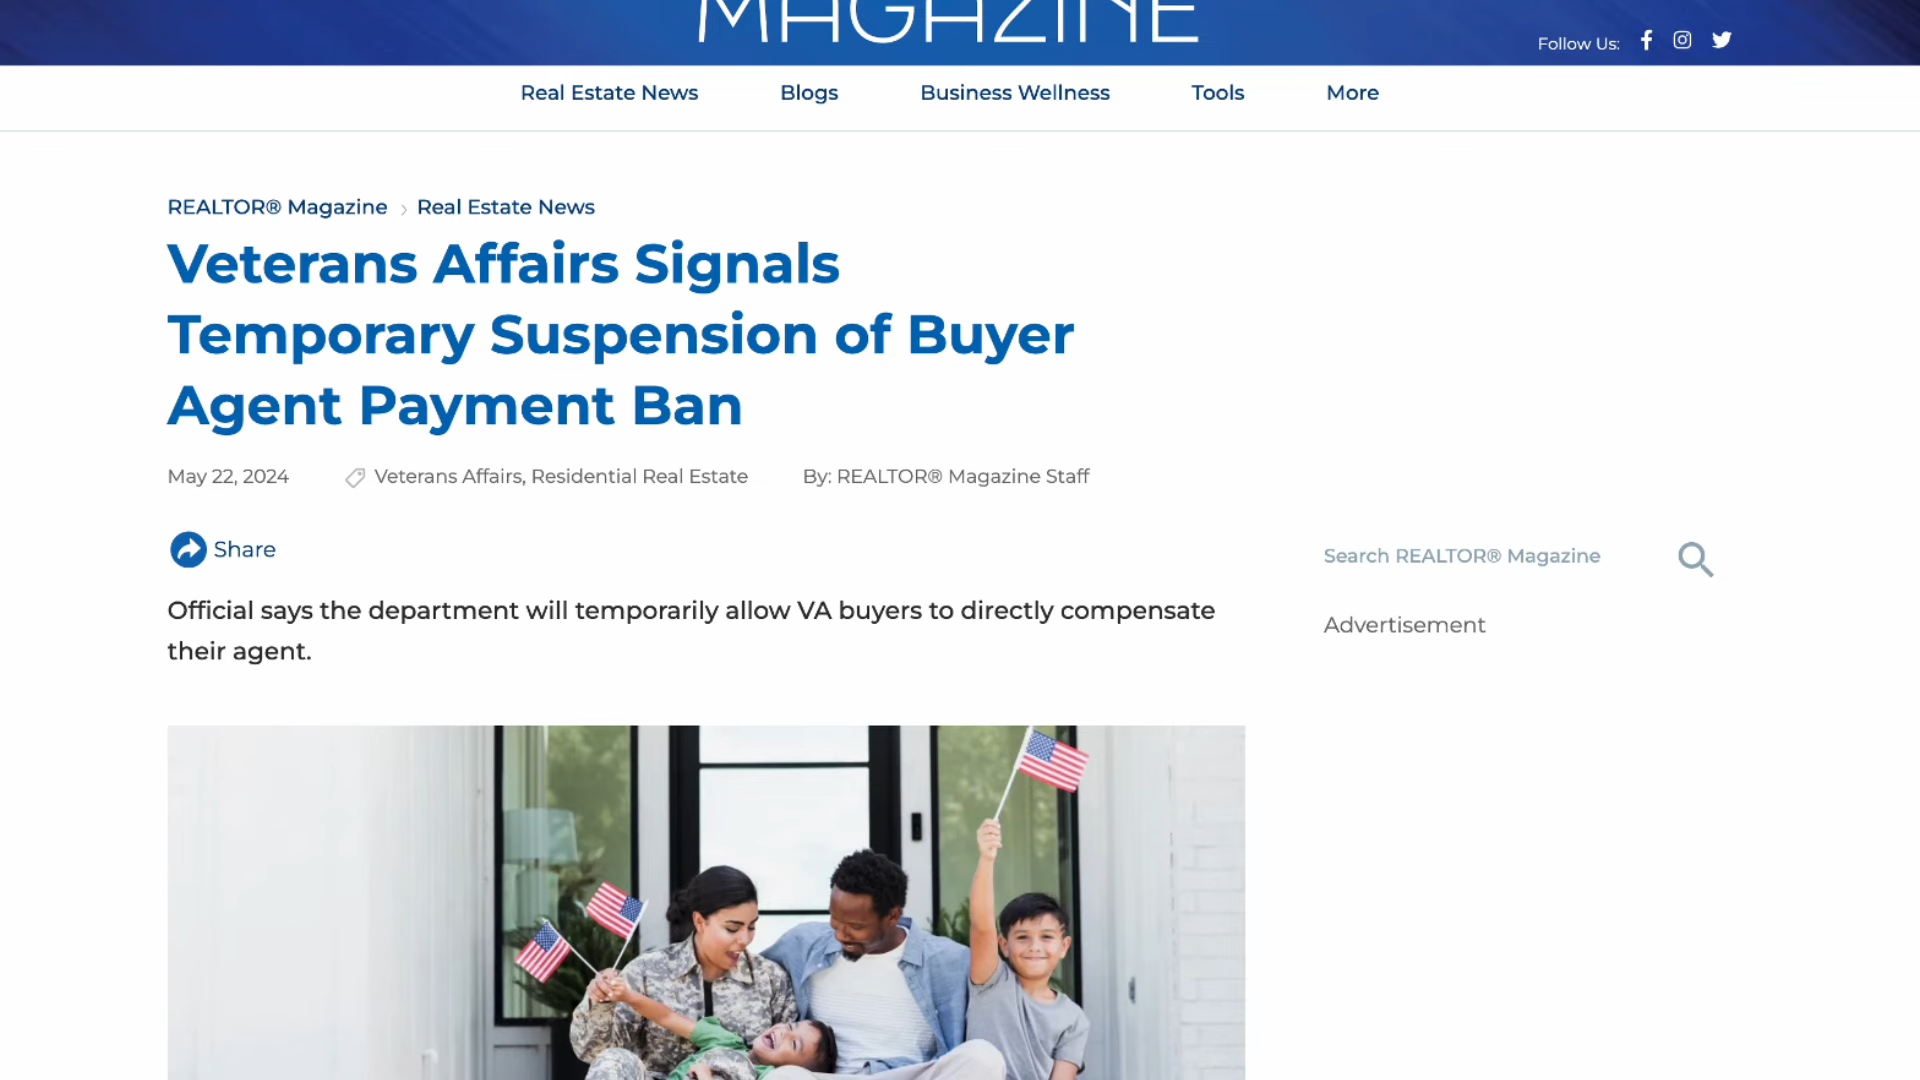 MAGAZINE
Follow Us:
Real Estate News Blogs Business Wellness Tools More
REALTOR® Magazine › Real Estate News
Veterans Affairs Signals
Temporary Suspension of Buyer
Agent Payment Ban
May 22, 2024 Veterans Affairs, Residential Real Estate By: REALTOR® Magazine Staff
Share
Search REALTOR® Magazine
Official says the department will temporarily allow VA buyers to directly compensate
their agent.
Advertisement